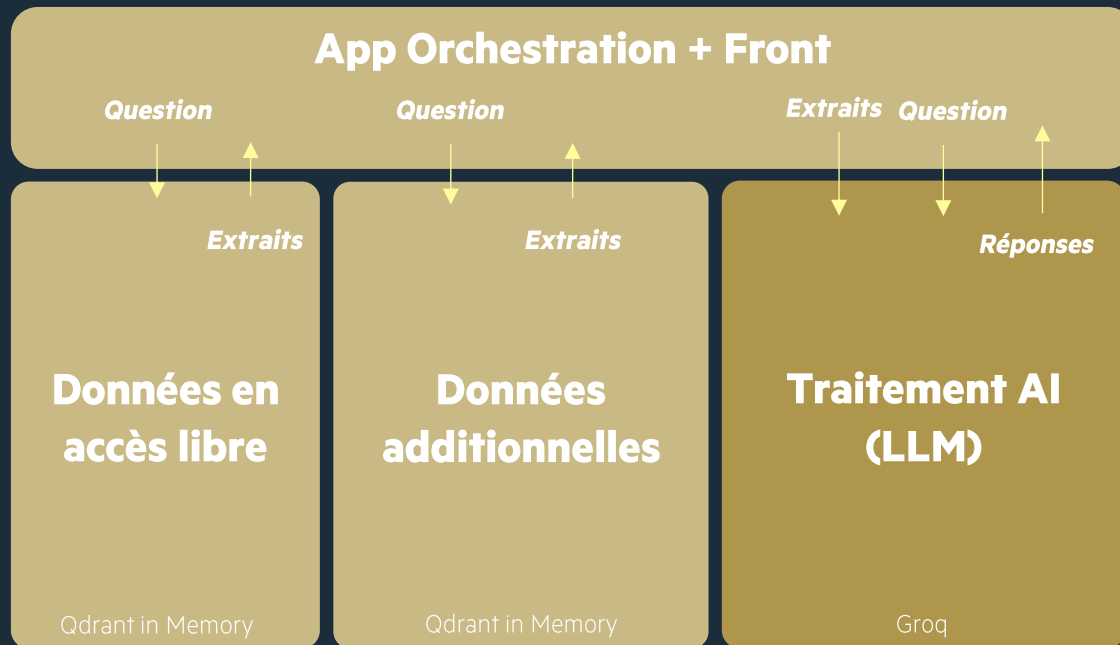 App Orchestration + Front
Question
Question
Extraits Question
Extraits
Extraits
Réponses
Données en
accès libre
Données
additionnelles
Traitement AI
(LLM)
Qdrant in Memory
Qdrant in Memory
Groq